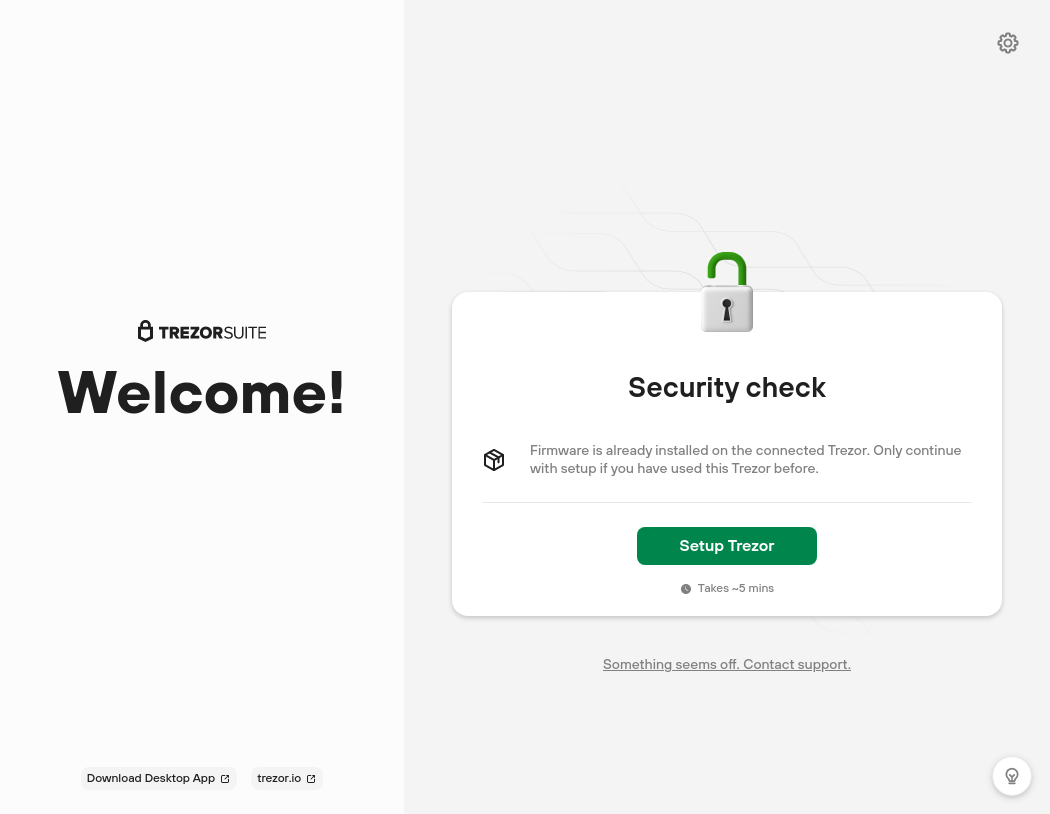 TREZOR SUITE
Welcome!
Download Desktop App
trezor.io
Security check
Firmware is already installed on the connected Trezor. Only continue
with setup if you have used this Trezor before.
Setup Trezor
Takes ~5 mins
Something seems off. Contact support.